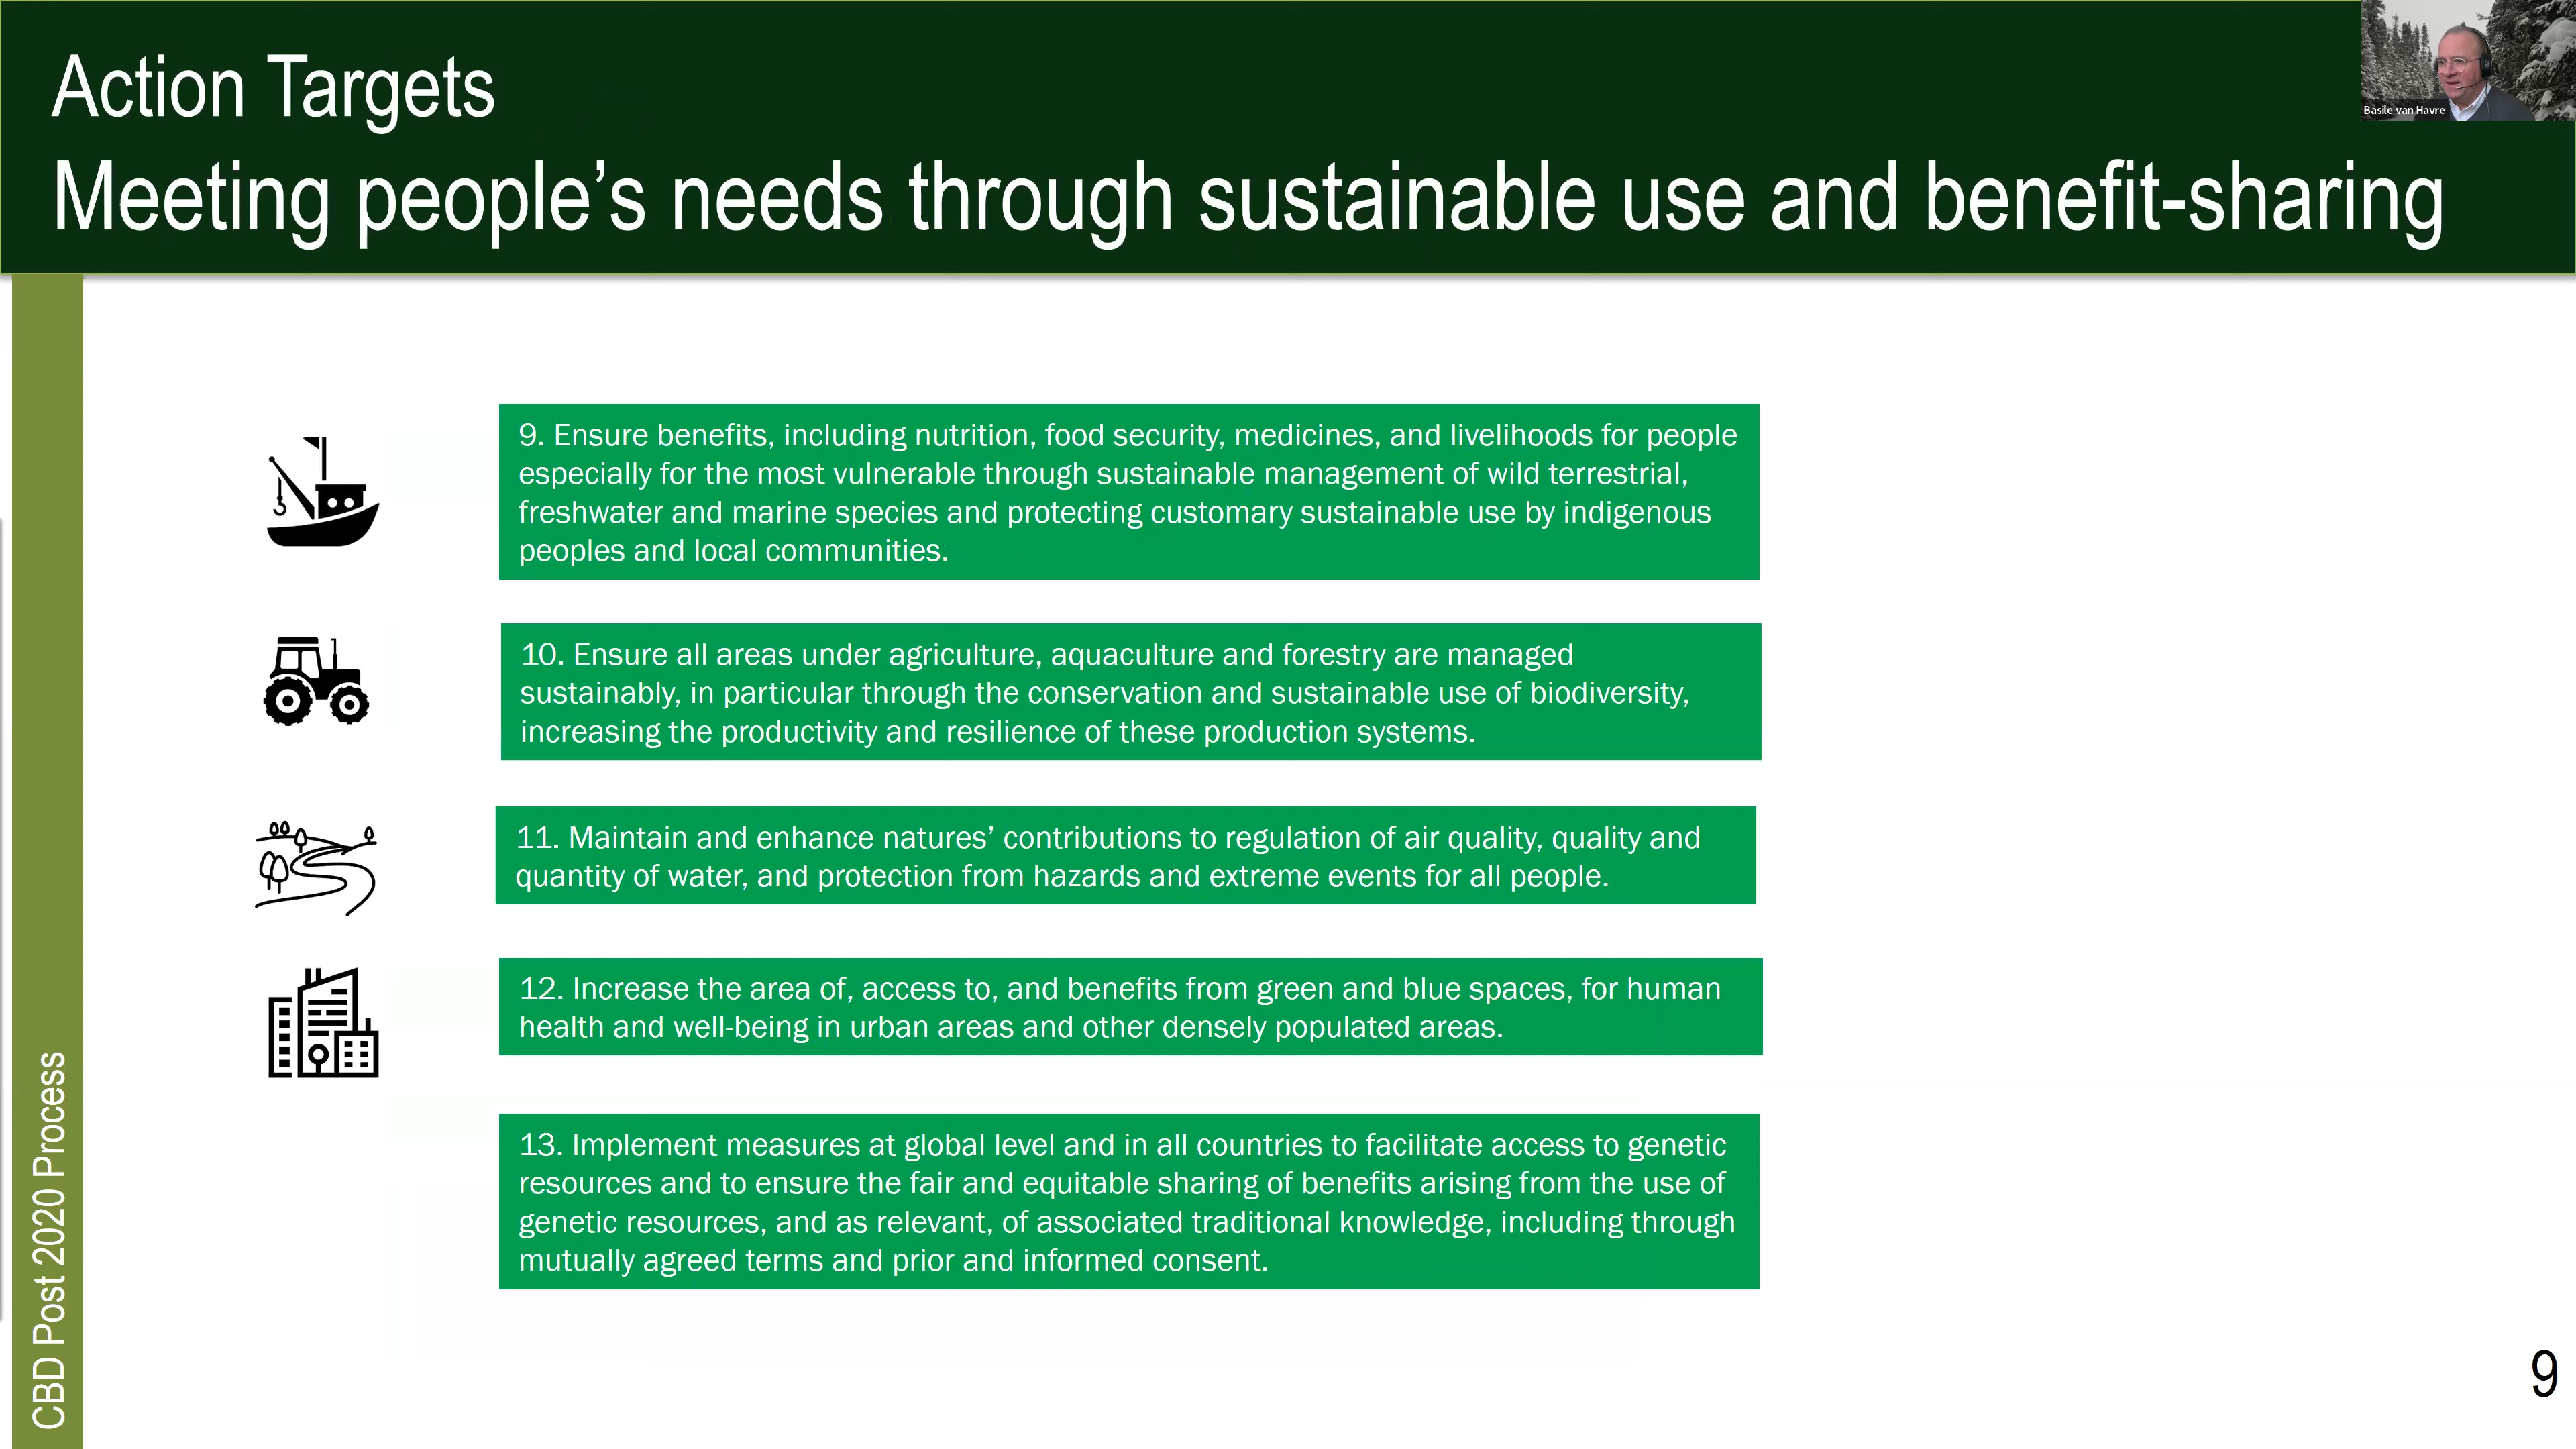 Action Targets
Meeting people’s needs through sustainable use and benefit-sharing
Basile van Havre
9. Ensure benefits, including nutrition, food security, medicines, and livelihoods for people
especially for the most vulnerable through sustainable management of wild terrestrial,
freshwater and marine species and protecting customary sustainable use by indigenous
peoples and local communities.
10. Ensure all areas under agriculture, aquaculture and forestry are managed
sustainably, in particular through the conservation and sustainable use of biodiversity,
increasing the productivity and resilience of these production systems.
11. Maintain and enhance natures’ contributions to regulation of air quality, quality and
quantity of water, and protection from hazards and extreme events for all people.
12. Increase the area of, access to, and benefits from green and blue spaces, for human
health and well-being in urban areas and other densely populated areas.
13. Implement measures at global level and in all countries to facilitate access to genetic
resources and to ensure the fair and equitable sharing of benefits arising from the use of
genetic resources, and as relevant, of associated traditional knowledge, including through
mutually agreed terms and prior and informed consent.
CBD Post 2020 Process
9